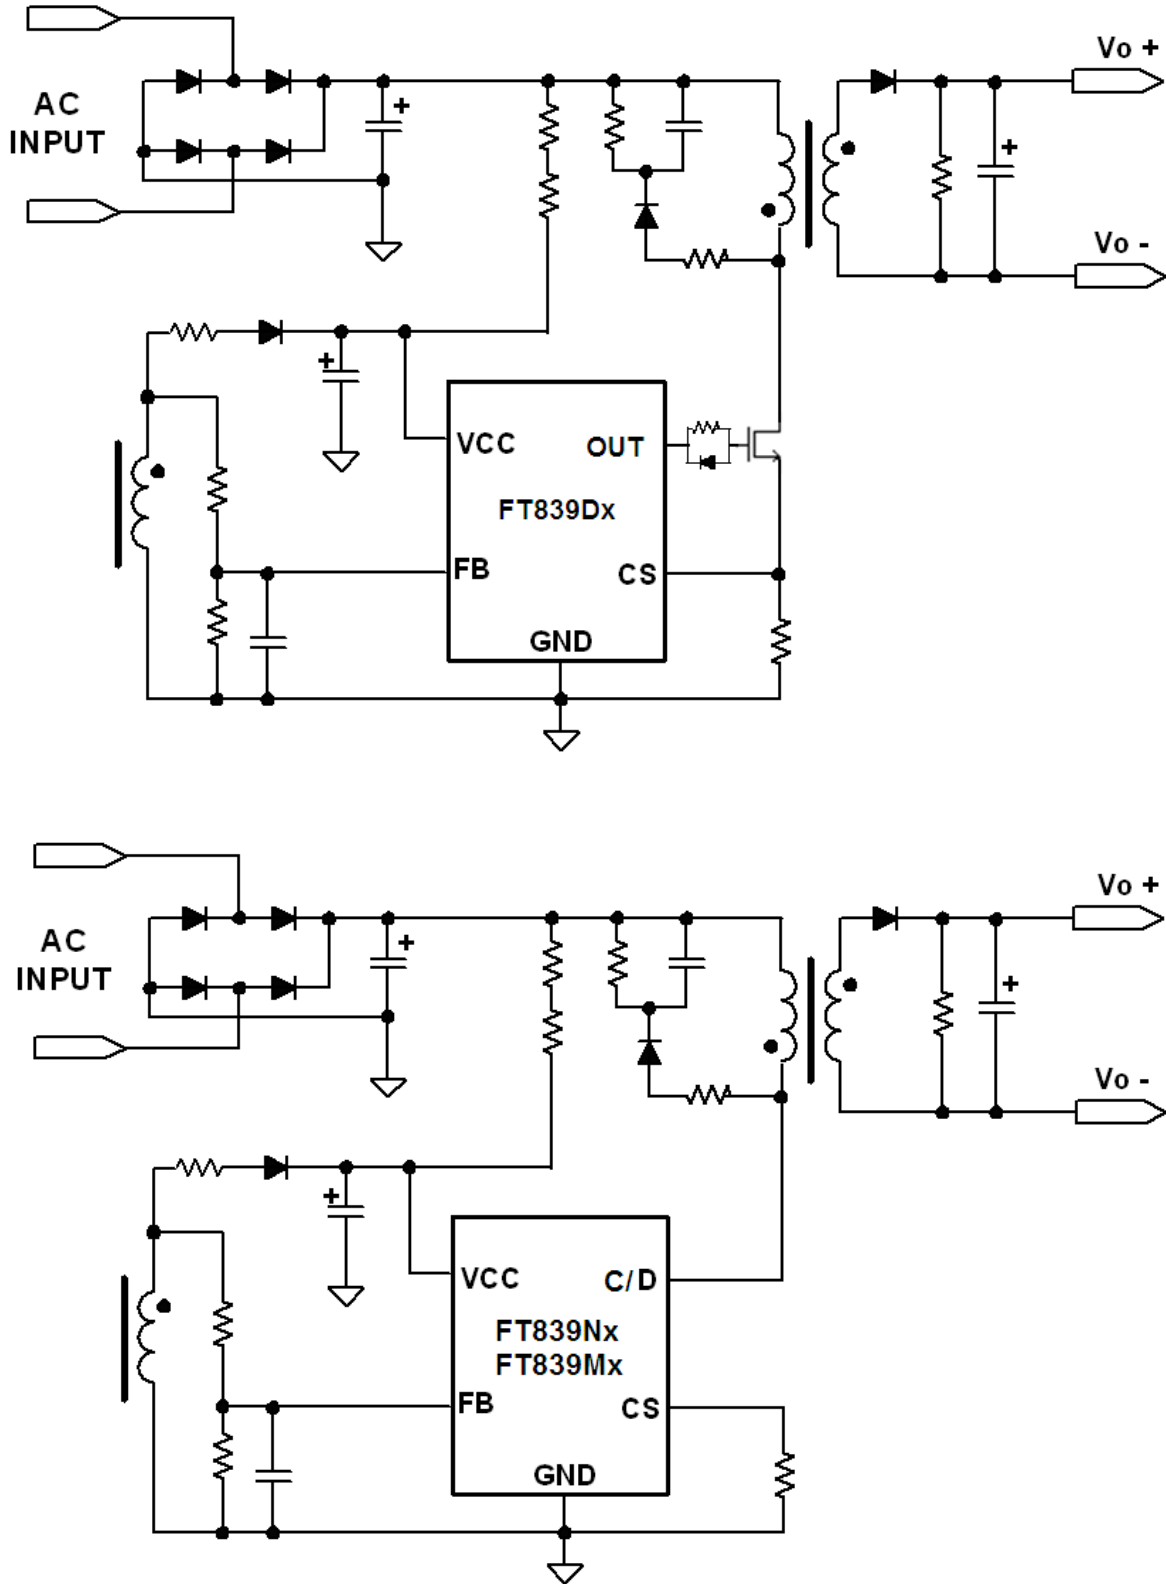 Vo +
AC
INPUT
+
+
Vo -
+
VCC
OUT
FT839Dx
FB
CS
GND
Vo +
AC
INPUT
+
+
Vo -
+
VCC
C/D
FT839Nx
FT839Mx
FB
CS
GND